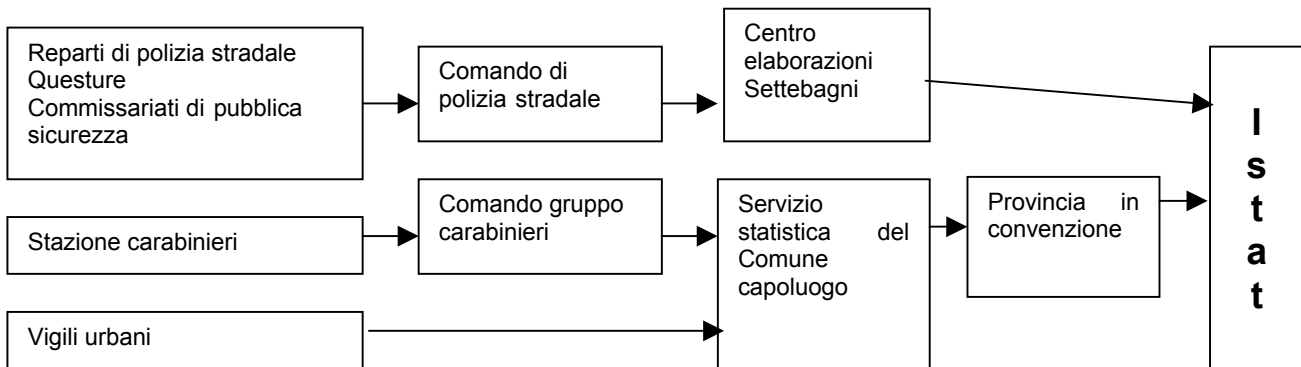 Reparti di polizia stradale
Questure
Commissariati di pubblica
sicurezza
Comando di
polizia stradale
Centro
elaborazioni
Settebagni
Stazione carabinieri
Comando gruppo
carabinieri
Servizio
statistica del
Comune
capoluogo
Provincia in
convenzione
Vigili urbani
I
s
t
a
t